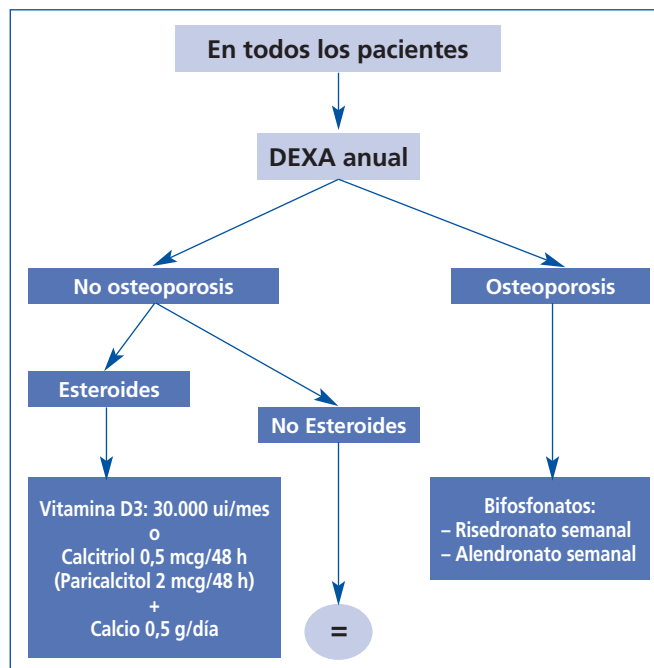 En todos los pacientes
DEXA anual
No osteoporosis
Osteoporosis
Esteroides
No Esteroides
Vitamina D3: 30.000 ui/mes
o
Calcitriol 0,5 mcg/48 h
(Paricalcitol 2 mcg/48 h)
+
Calcio 0,5 g/día
Bifosfonatos:
– Risedronato semanal
– Alendronato semanal
=